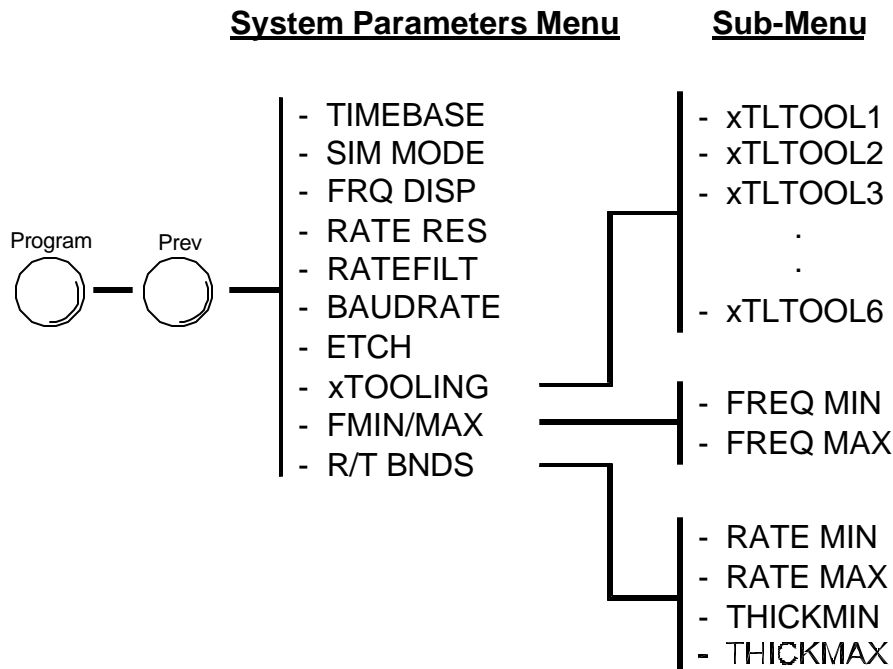 System Parameters Menu
Sub-Menu
Program
Prev
- TIMEBASE
- SIM MODE
- FRQ DISP
- RATE RES
- RATEFILT
- BAUDRATE
- ETCH
- xTOOLING
- FMIN/MAX
- R/T BNDS
- xTLTOOL1
- xTLTOOL2
- xTLTOOL3
.
.
- xTLTOOL6
- FREQ MIN
- FREQ MAX
- RATE MIN
- RATE MAX
- THICKMIN
- THICKMAX